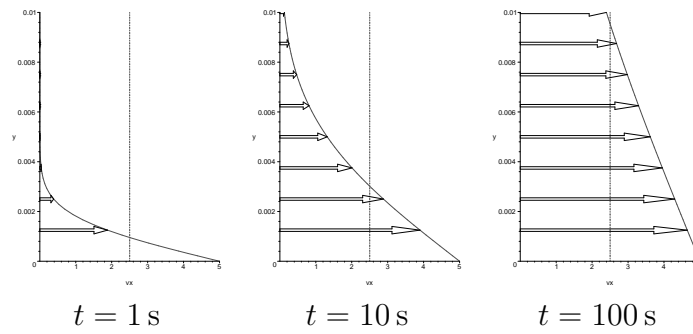 0.01 0.01 0.01
0.008 0.008 0.008
0.006 0.006 0.006
y y y
0.004 0.004 0.004
0.002 0.002 0.002
0 1 2 3 4 5 0 1 2 3 4 5 0 1 2 3 4
vx vx vx
t = 1 s t = 10 s t = 100 s